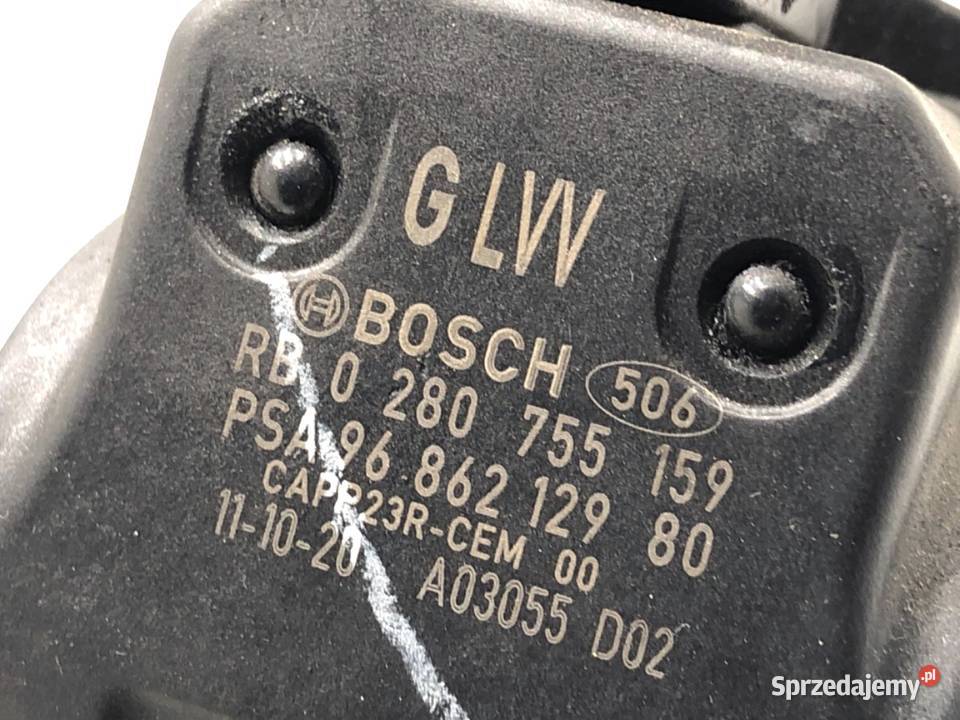 G LW
BOSCH 506
RB 0 280 755 159
PSA 96 862 129 80
CAPP23R-CEM 00
11-10-20 A03055 D02
Sprzedajemy.pl